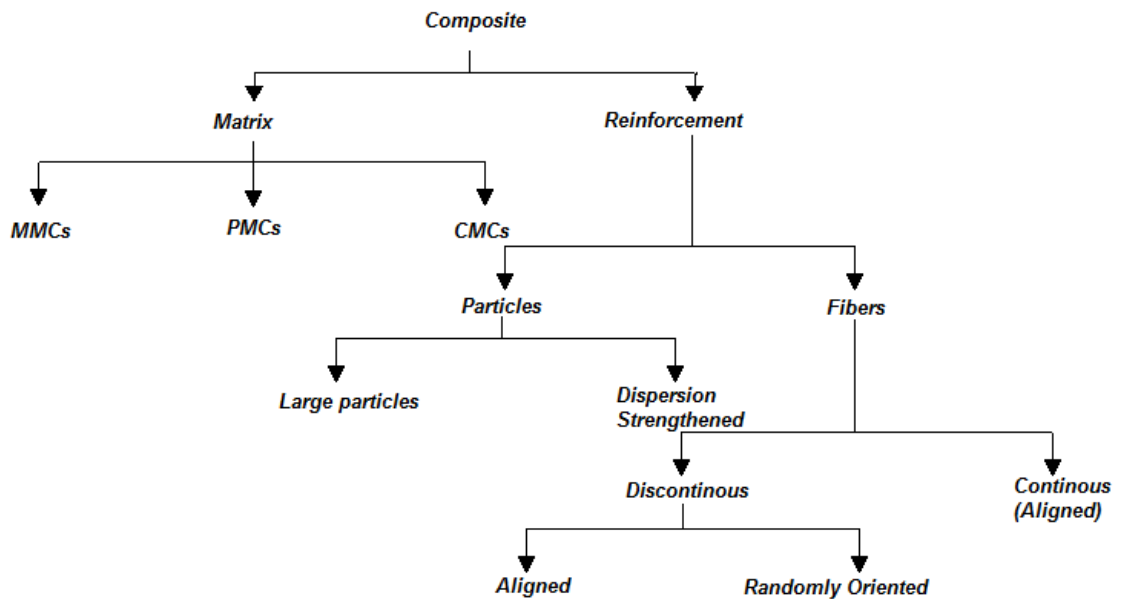 Composite
Matrix
Reinforcement
MMCs
PMCs
CMCs
Particles
Fibers
Large particles
Dispersion
Strengthened
Discontinous
Continous
(Aligned)
Aligned
Randomly Oriented